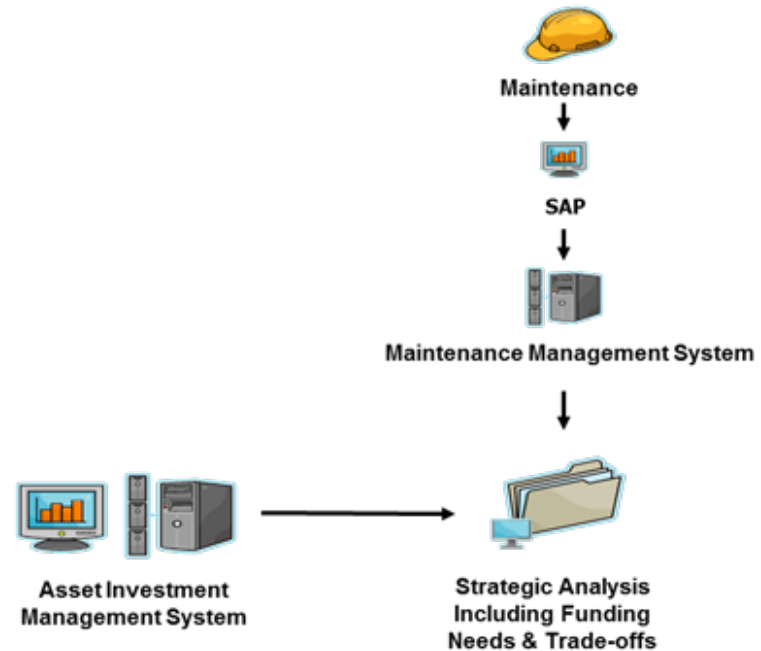 Maintenance
SAP
Maintenance Management System
Asset Investment
Management System
Strategic Analysis
Including Funding
Needs & Trade-offs